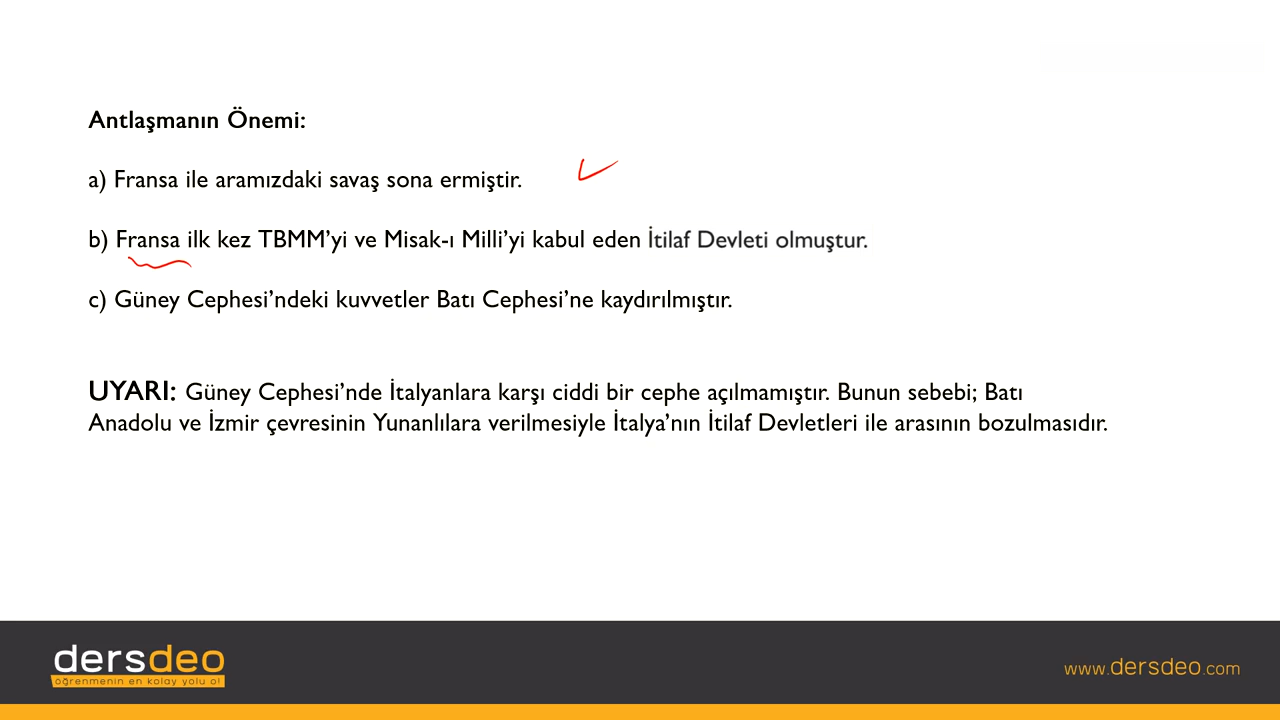 Antlaşmanın Önemi:
a) Fransa ile aramızdaki savaş sona ermiştir.
b) Fransa ilk kez TBMM’yi ve Misak-ı Milli’yi kabul eden İtilaf Devleti olmuştur.
c) Güney Cephesi’ndeki kuvvetler Batı Cephesi’ne kaydırılmıştır.
UYARI: Güney Cephesi’nde İtalyanlara karşı ciddi bir cephe açılmamıştır. Bunun sebebi; Batı
Anadolu ve İzmir çevresinin Yunanlılara verilmesiyle İtalya’nın İtilaf Devletleri ile arasının bozulmasıdır.
dersdeo
öğrenmenin en kolay yolu o!
www.dersdeo.com